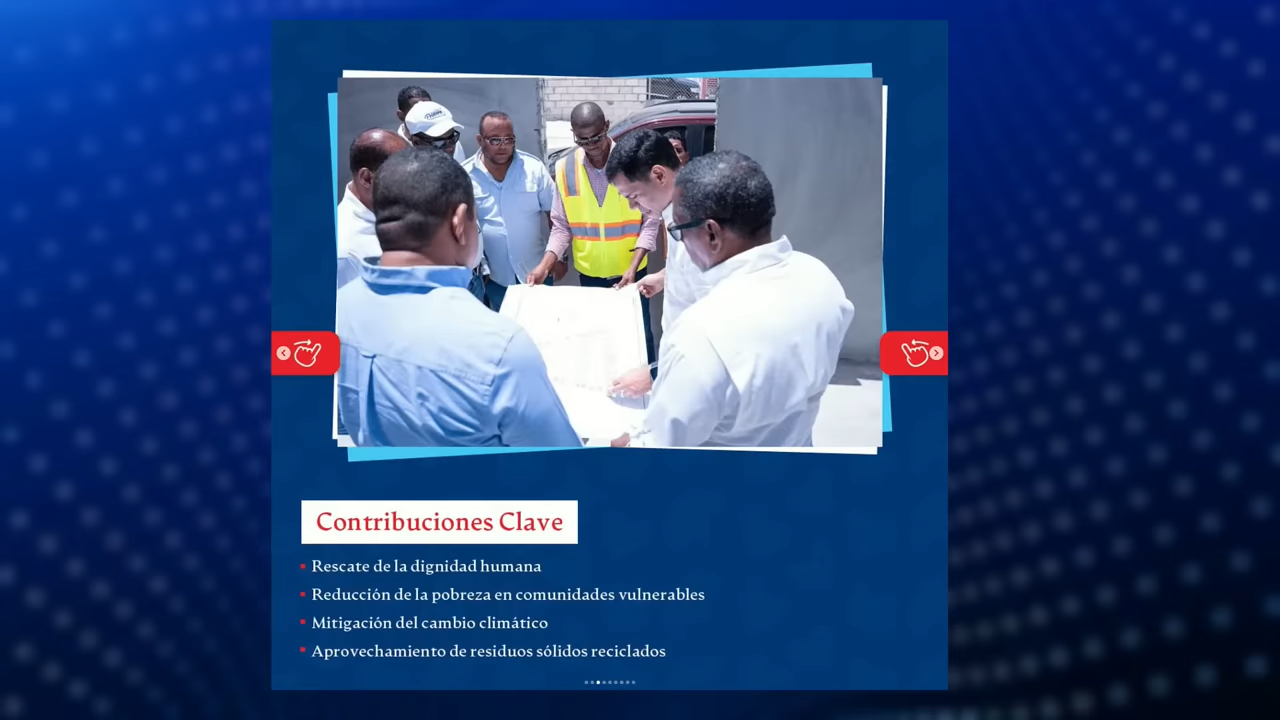 Contribuciones Clave
Rescate de la dignidad humana
Reducción de la pobreza en comunidades vulnerables
Mitigación del cambio climático
Aprovechamiento de residuos sólidos reciclados